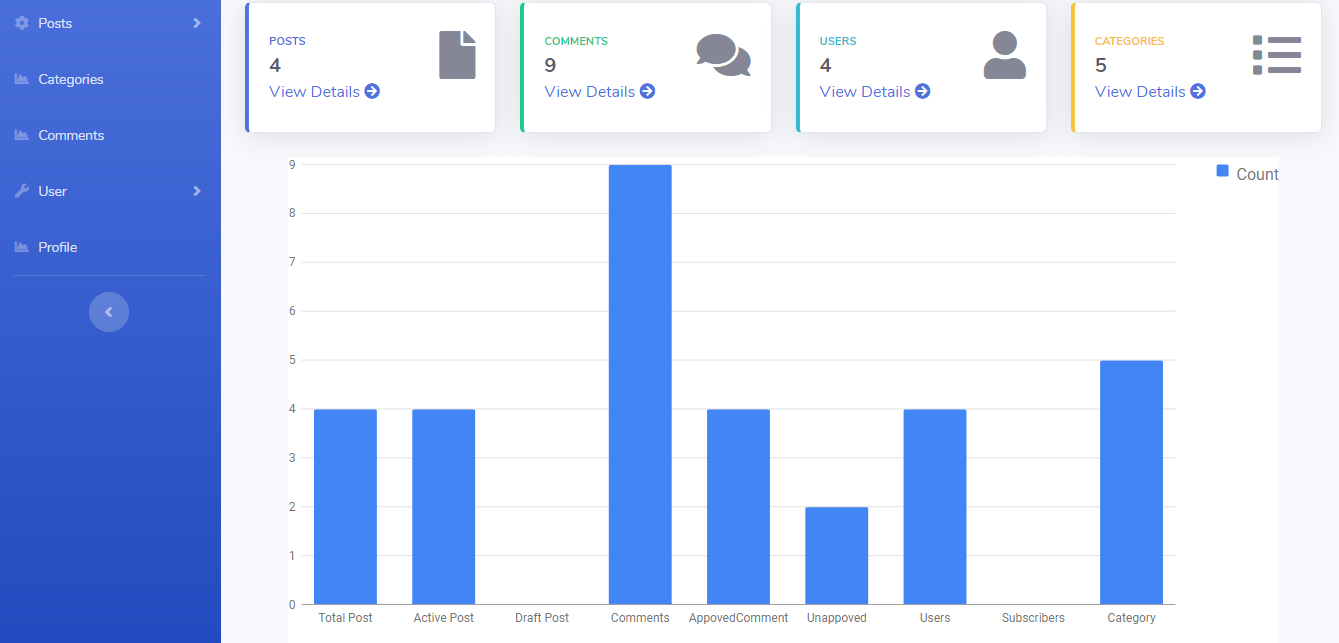 Posts
Categories
Comments
User
Profile
POSTS
4
View Details
COMMENTS
9
View Details
USERS
4
View Details
CATEGORIES
5
View Details
9
8
7
6
5
4
3
2
1
0
Total Post
Active Post
Draft Post
Comments
AppovedComment
Unappoved
Users
Subscribers
Category
Count